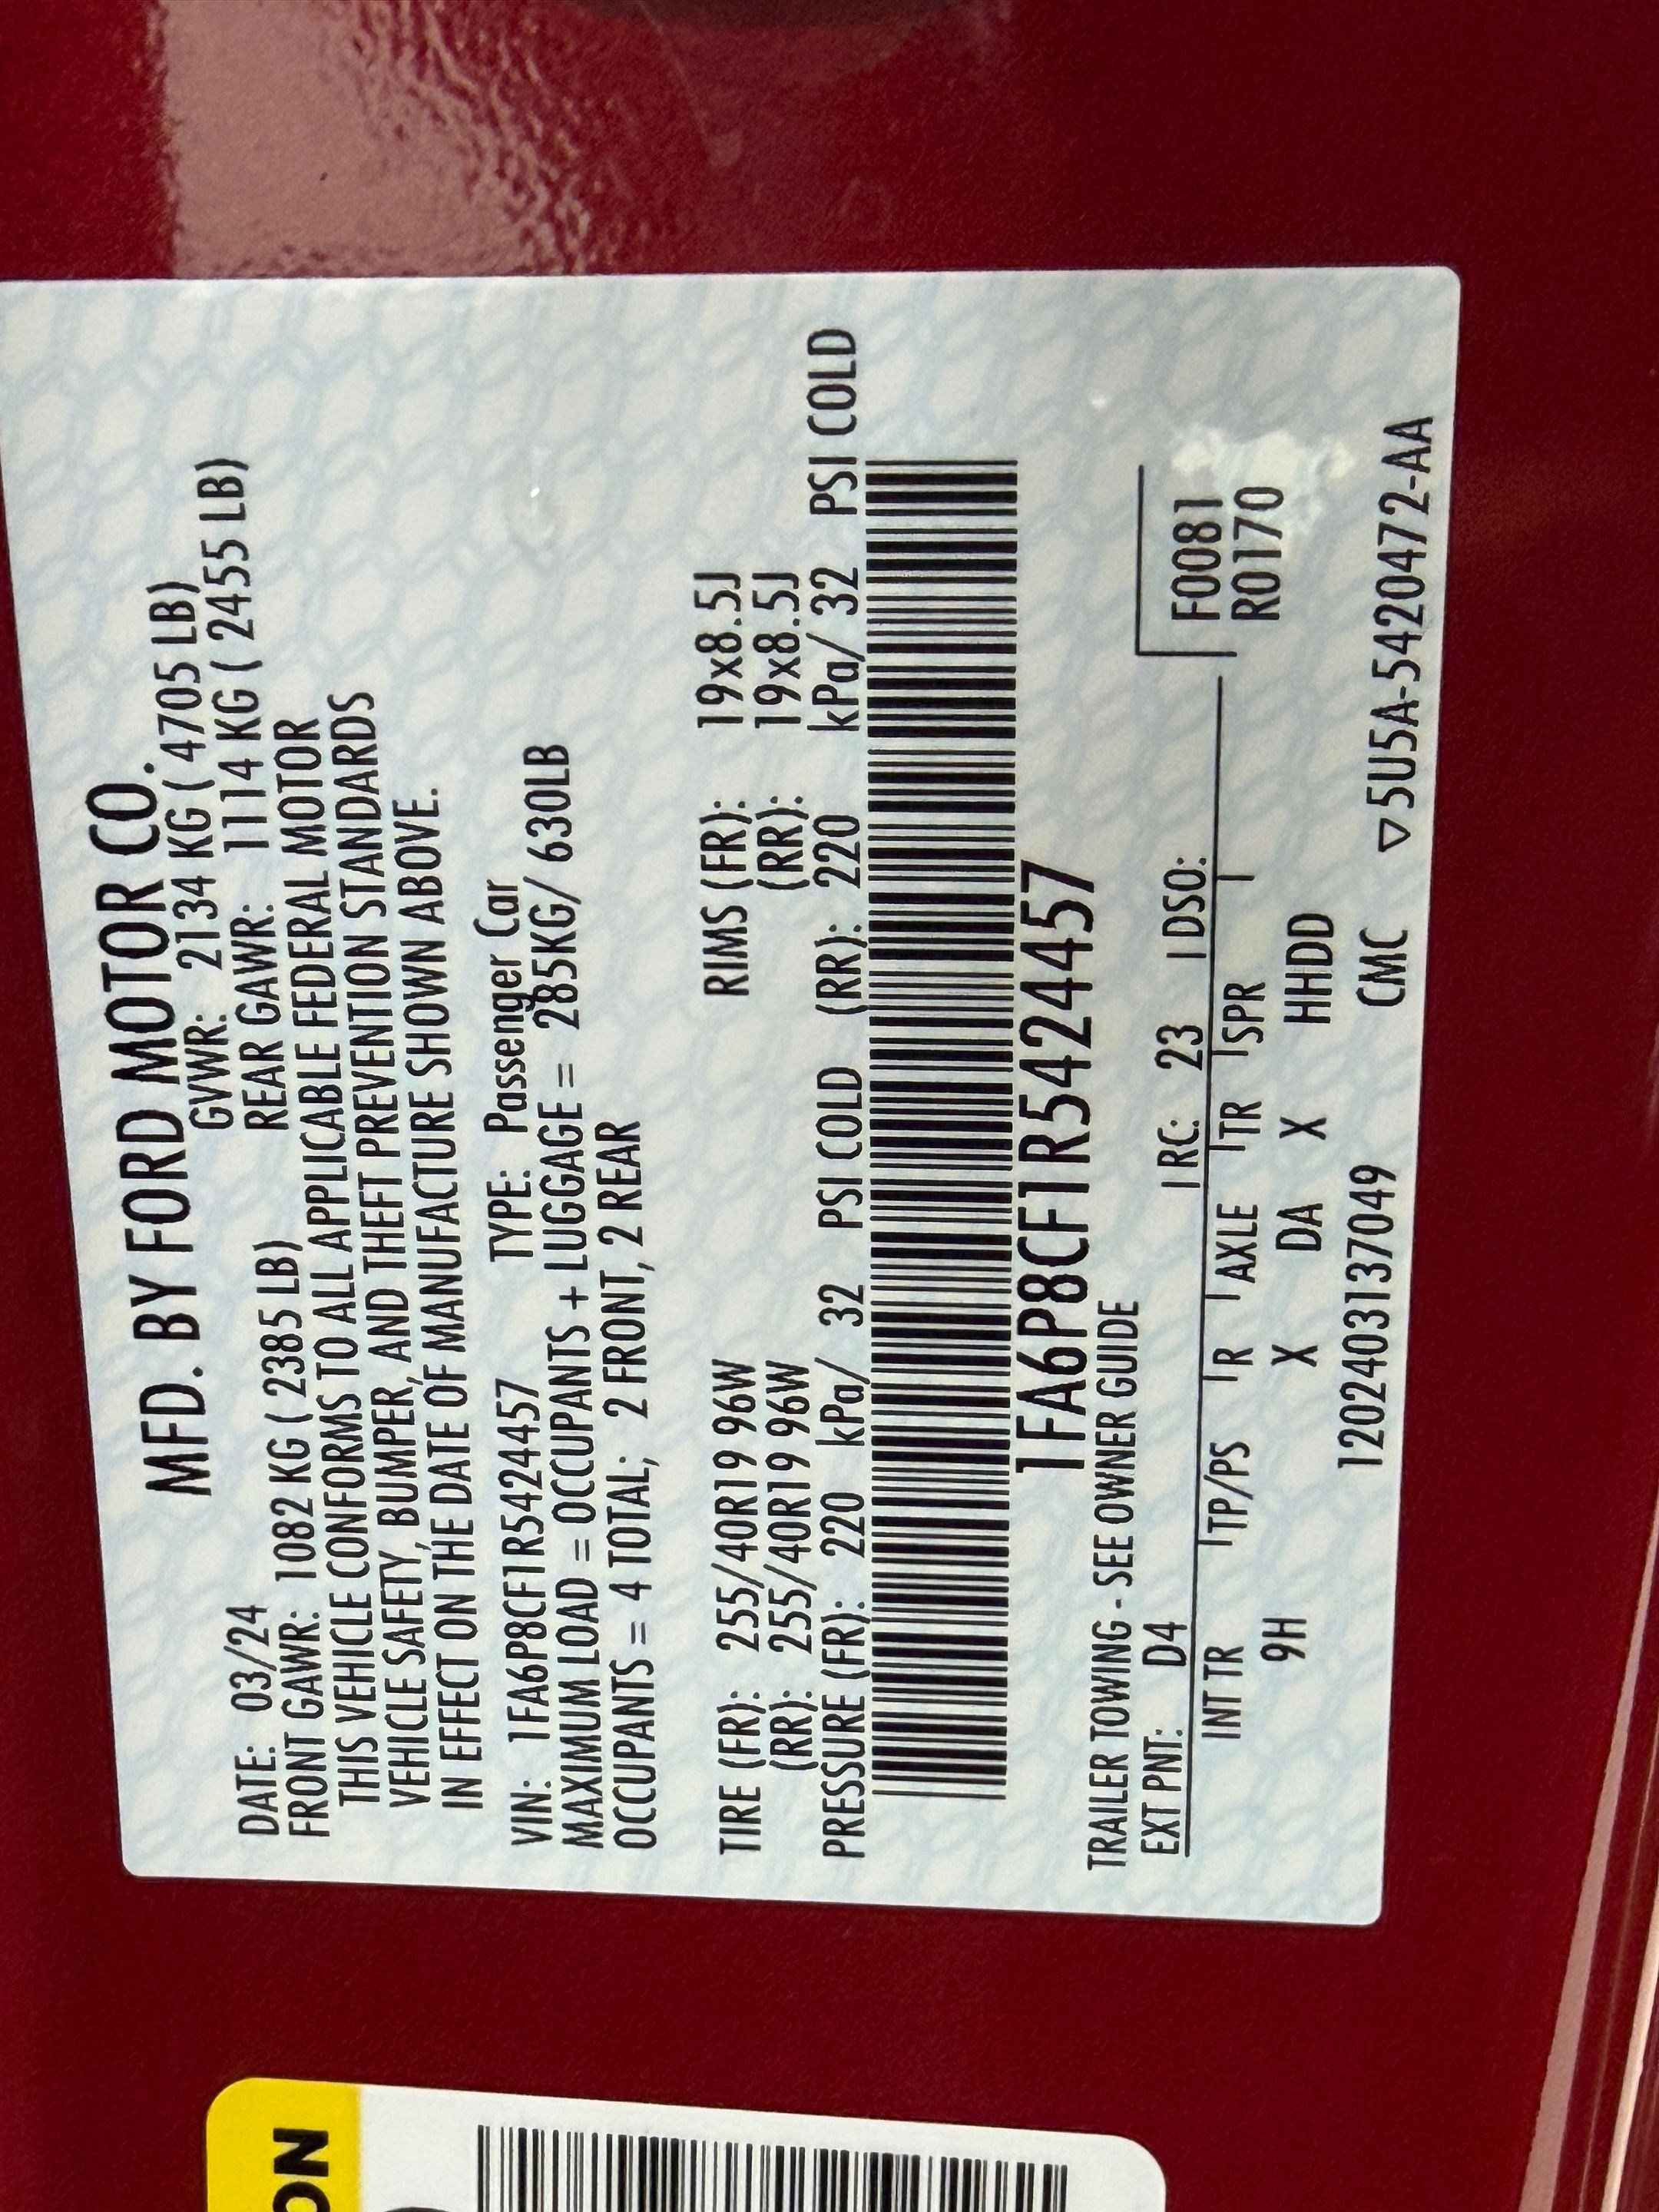 MFD. BY FORD MOTOR CO.
DATE: 03/24 GVWR: 2134 KG ( 4705 LB)
FRONT GAWR: 1082 KG ( 2385 LB) REAR GAWR: 1114 KG ( 2455 LB)
THIS VEHICLE CONFORMS TO ALL APPLICABLE FEDERAL MOTOR
VEHICLE SAFETY, BUMPER, AND THEFT PREVENTION STANDARDS
IN EFFECT ON THE DATE OF MANUFACTURE SHOWN ABOVE.
VIN: 1FA6P8CF1R5424457 TYPE: Passenger Car
MAXIMUM LOAD = OCCUPANTS + LUGGAGE = 285KG/ 630LB
OCCUPANTS = 4 TOTAL; 2 FRONT, 2 REAR
TIRE (FR): 255/40R19 96W RIMS (FR): 19x8.5J
(RR): 255/40R19 96W (RR): 19x8.5J
PRESSURE (FR): 220 kPa/ 32 PSI COLD (RR): 220 kPa/ 32 PSI COLD
1FA6P8CF1R5424457
TRAILER TOWING - SEE OWNER GUIDE
EXT PNT: D4 RC: 23 DSO: F0081
INT TR TP/PS R AXLE TR SPR R0170
9H X DA X HHDD
1202403137049 CMC ▽5U5A-5420472-AA
ON